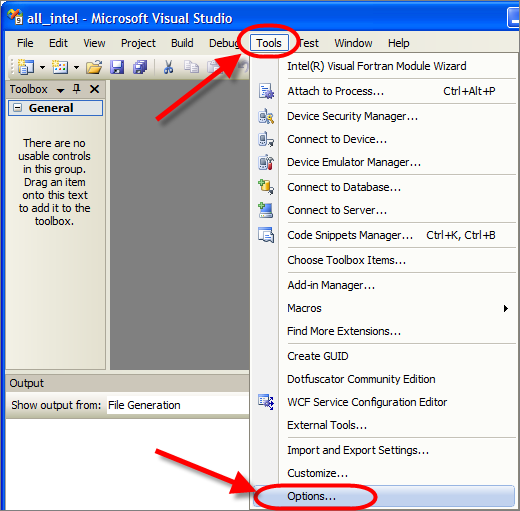 all_intel - Microsoft Visual Studio
File Edit View Project Build Debug Tools Test Window Help
Toolbox
General
There are no
usable controls
in this group.
Drag an item
onto this text
to add it to the
toolbox.
Intel(R) Visual Fortran Module Wizard
Attach to Process... Ctrl+Alt+P
Device Security Manager...
Connect to Device...
Device Emulator Manager...
Connect to Database...
Connect to Server...
Code Snippets Manager... Ctrl+K, Ctrl+B
Choose Toolbox Items...
Add-in Manager...
Macros
Find More Extensions...
Create GUID
Dotfuscator Community Edition
WCF Service Configuration Editor
External Tools...
Import and Export Settings...
Customize...
Options...
Output
Show output from: File Generation